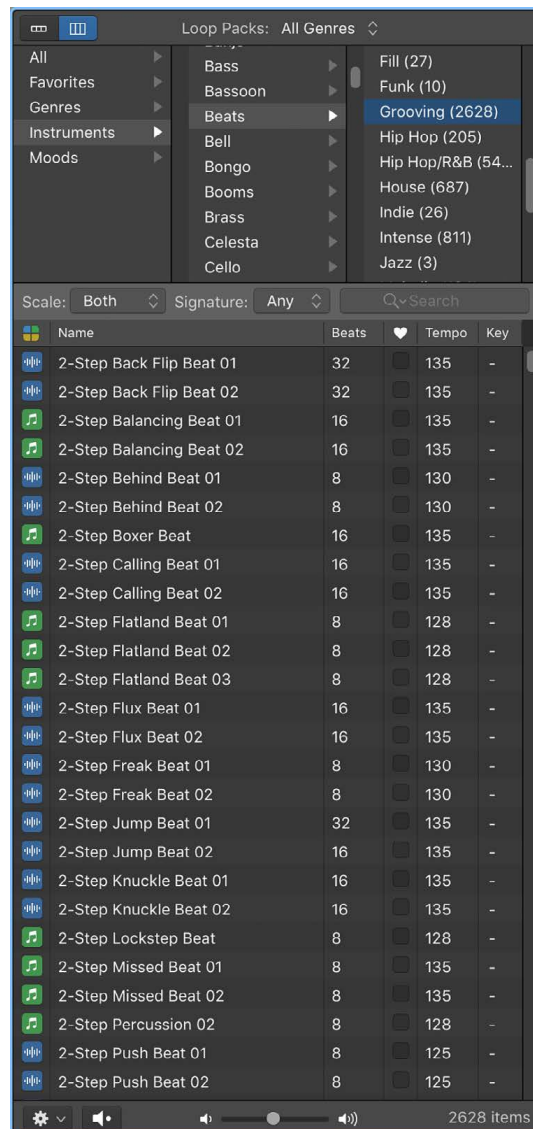 Loop Packs: All Genres
All
Favorites
Genres
Instruments
Moods
Bass
Bassoon
Beats
Bell
Bongo
Booms
Brass
Celesta
Cello
Fill (27)
Funk (10)
Grooving (2628)
Hip Hop (205)
Hip Hop/R&B (54...
House (687)
Indie (26)
Intense (811)
Jazz (3)
Scale: Both Signature: Any Search
Name Beats Tempo Key
2-Step Back Flip Beat 01 32 135 -
2-Step Back Flip Beat 02 32 135 -
2-Step Balancing Beat 01 16 135 -
2-Step Balancing Beat 02 16 135 -
2-Step Behind Beat 01 8 130 -
2-Step Behind Beat 02 8 130 -
2-Step Boxer Beat 16 135 -
2-Step Calling Beat 01 16 135 -
2-Step Calling Beat 02 16 135 -
2-Step Flatland Beat 01 8 128 -
2-Step Flatland Beat 02 8 128 -
2-Step Flatland Beat 03 8 128 -
2-Step Flux Beat 01 16 135 -
2-Step Flux Beat 02 16 135 -
2-Step Freak Beat 01 8 130 -
2-Step Freak Beat 02 8 130 -
2-Step Jump Beat 01 32 135 -
2-Step Jump Beat 02 16 135 -
2-Step Knuckle Beat 01 16 135 -
2-Step Knuckle Beat 02 16 135 -
2-Step Lockstep Beat 8 128 -
2-Step Missed Beat 01 8 135 -
2-Step Missed Beat 02 8 135 -
2-Step Percussion 02 8 128 -
2-Step Push Beat 01 8 125 -
2-Step Push Beat 02 8 125 -
2628 items